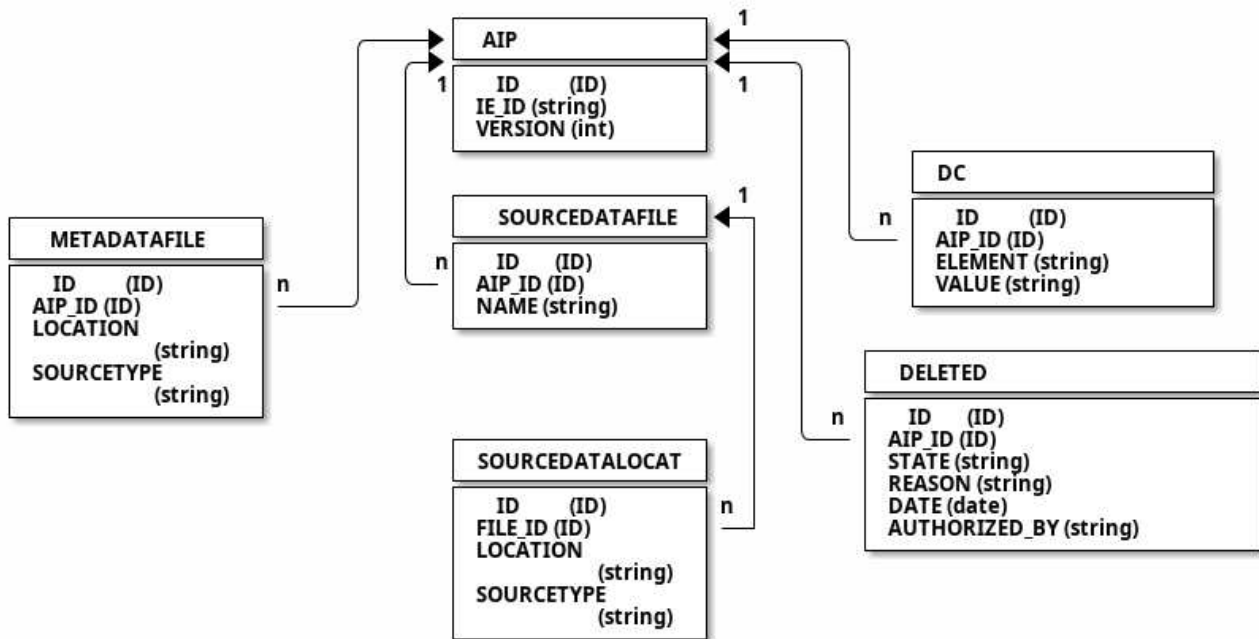 AIP
ID (ID)
IE_ID (string)
VERSION (int)
1
1
1
METADATAFILE
ID (ID)
AIP_ID (ID)
LOCATION
(string)
SOURCETYPE
(string)
n
SOURCEDATAFILE
ID (ID)
AIP_ID (ID)
NAME (string)
n
1
DC
ID (ID)
AIP_ID (ID)
ELEMENT (string)
VALUE (string)
n
DELETED
ID (ID)
AIP_ID (ID)
STATE (string)
REASON (string)
DATE (date)
AUTHORIZED_BY (string)
n
SOURCEDATALOCAT
ID (ID)
FILE_ID (ID)
LOCATION
(string)
SOURCETYPE
(string)
n